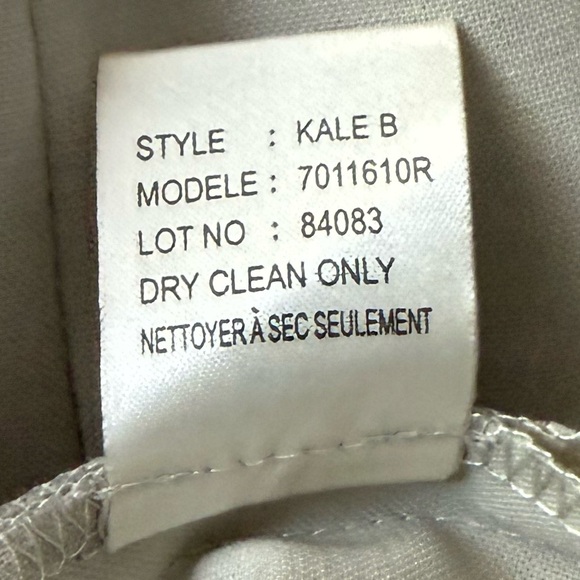 STYLE : KALE B
MODELE : 7011610R
LOT NO : 84083
DRY CLEAN ONLY
NETTOYER À SEC SEULEMENT